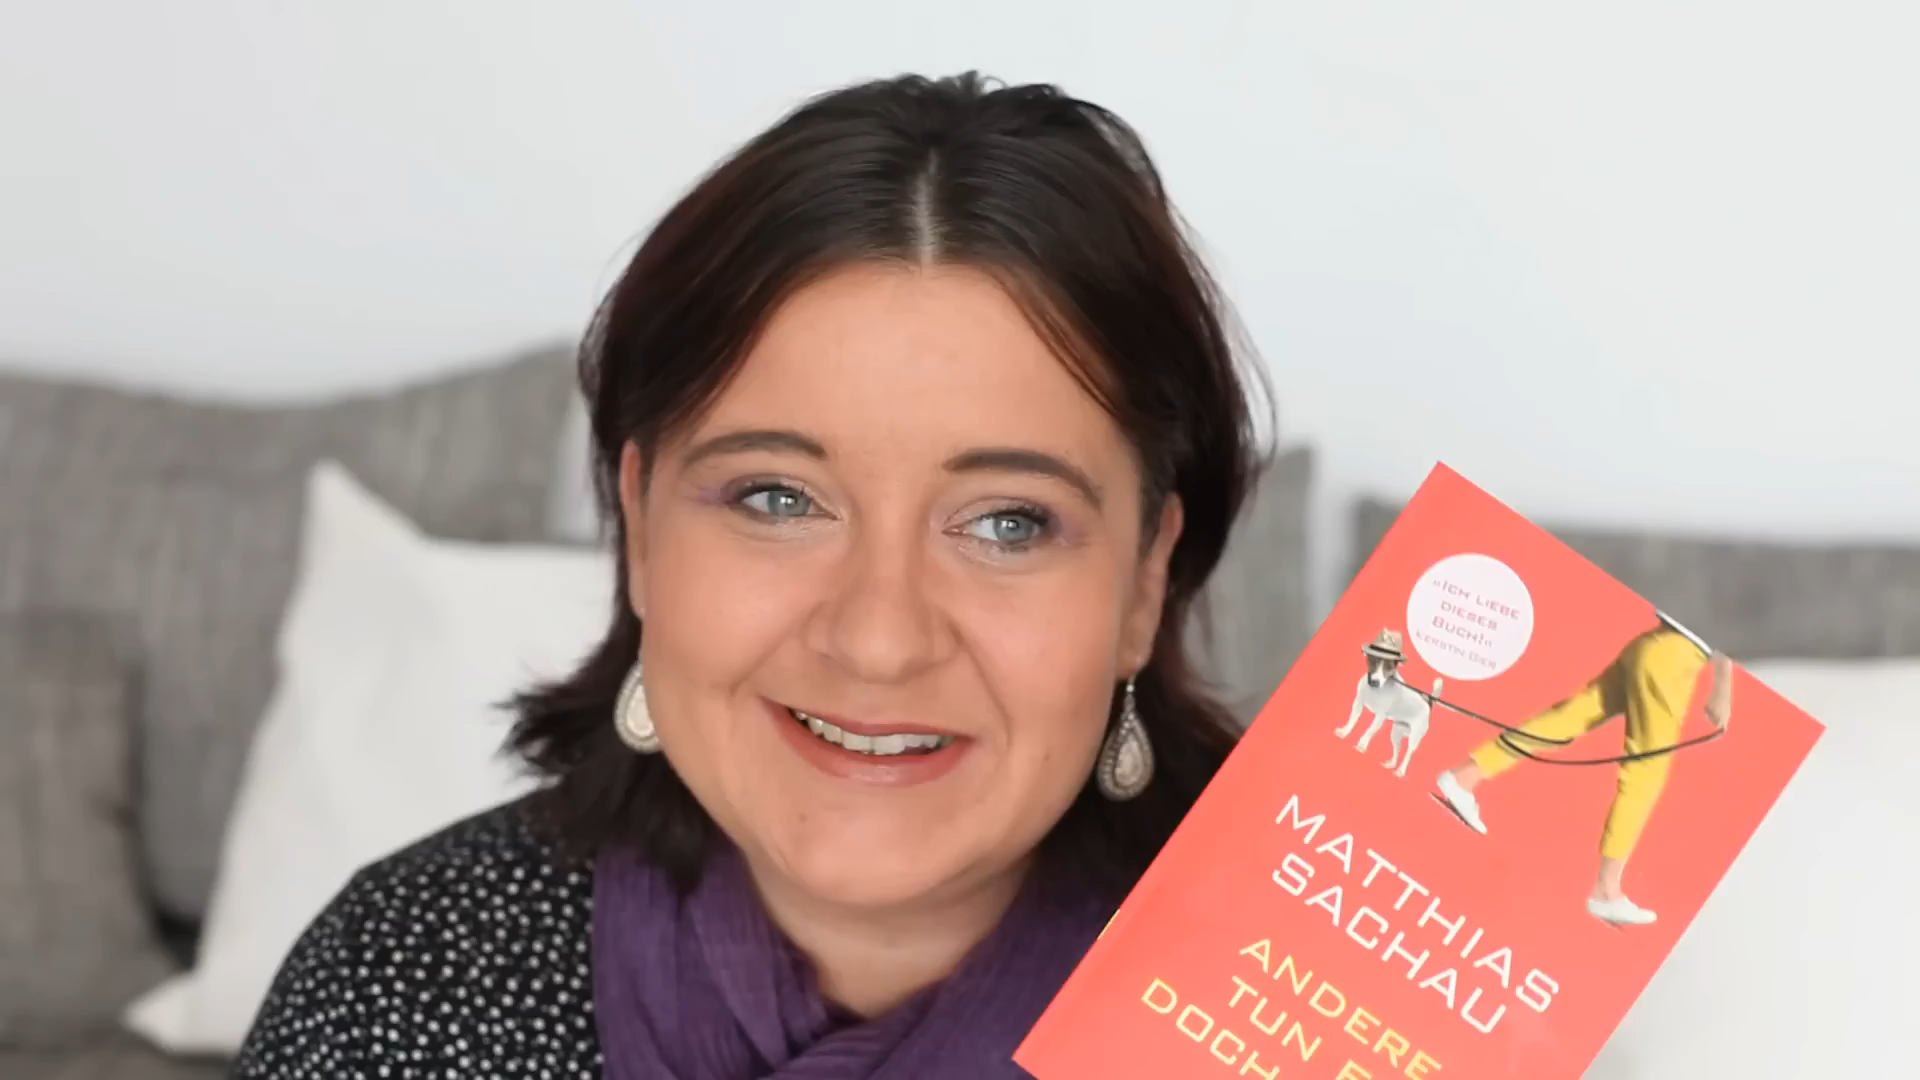 »ICH LIEBE
DIESES
BUCH!«
KERSTIN GIER
MATTHIAS
SACHAU
ANDERE
TUN E
DOCH